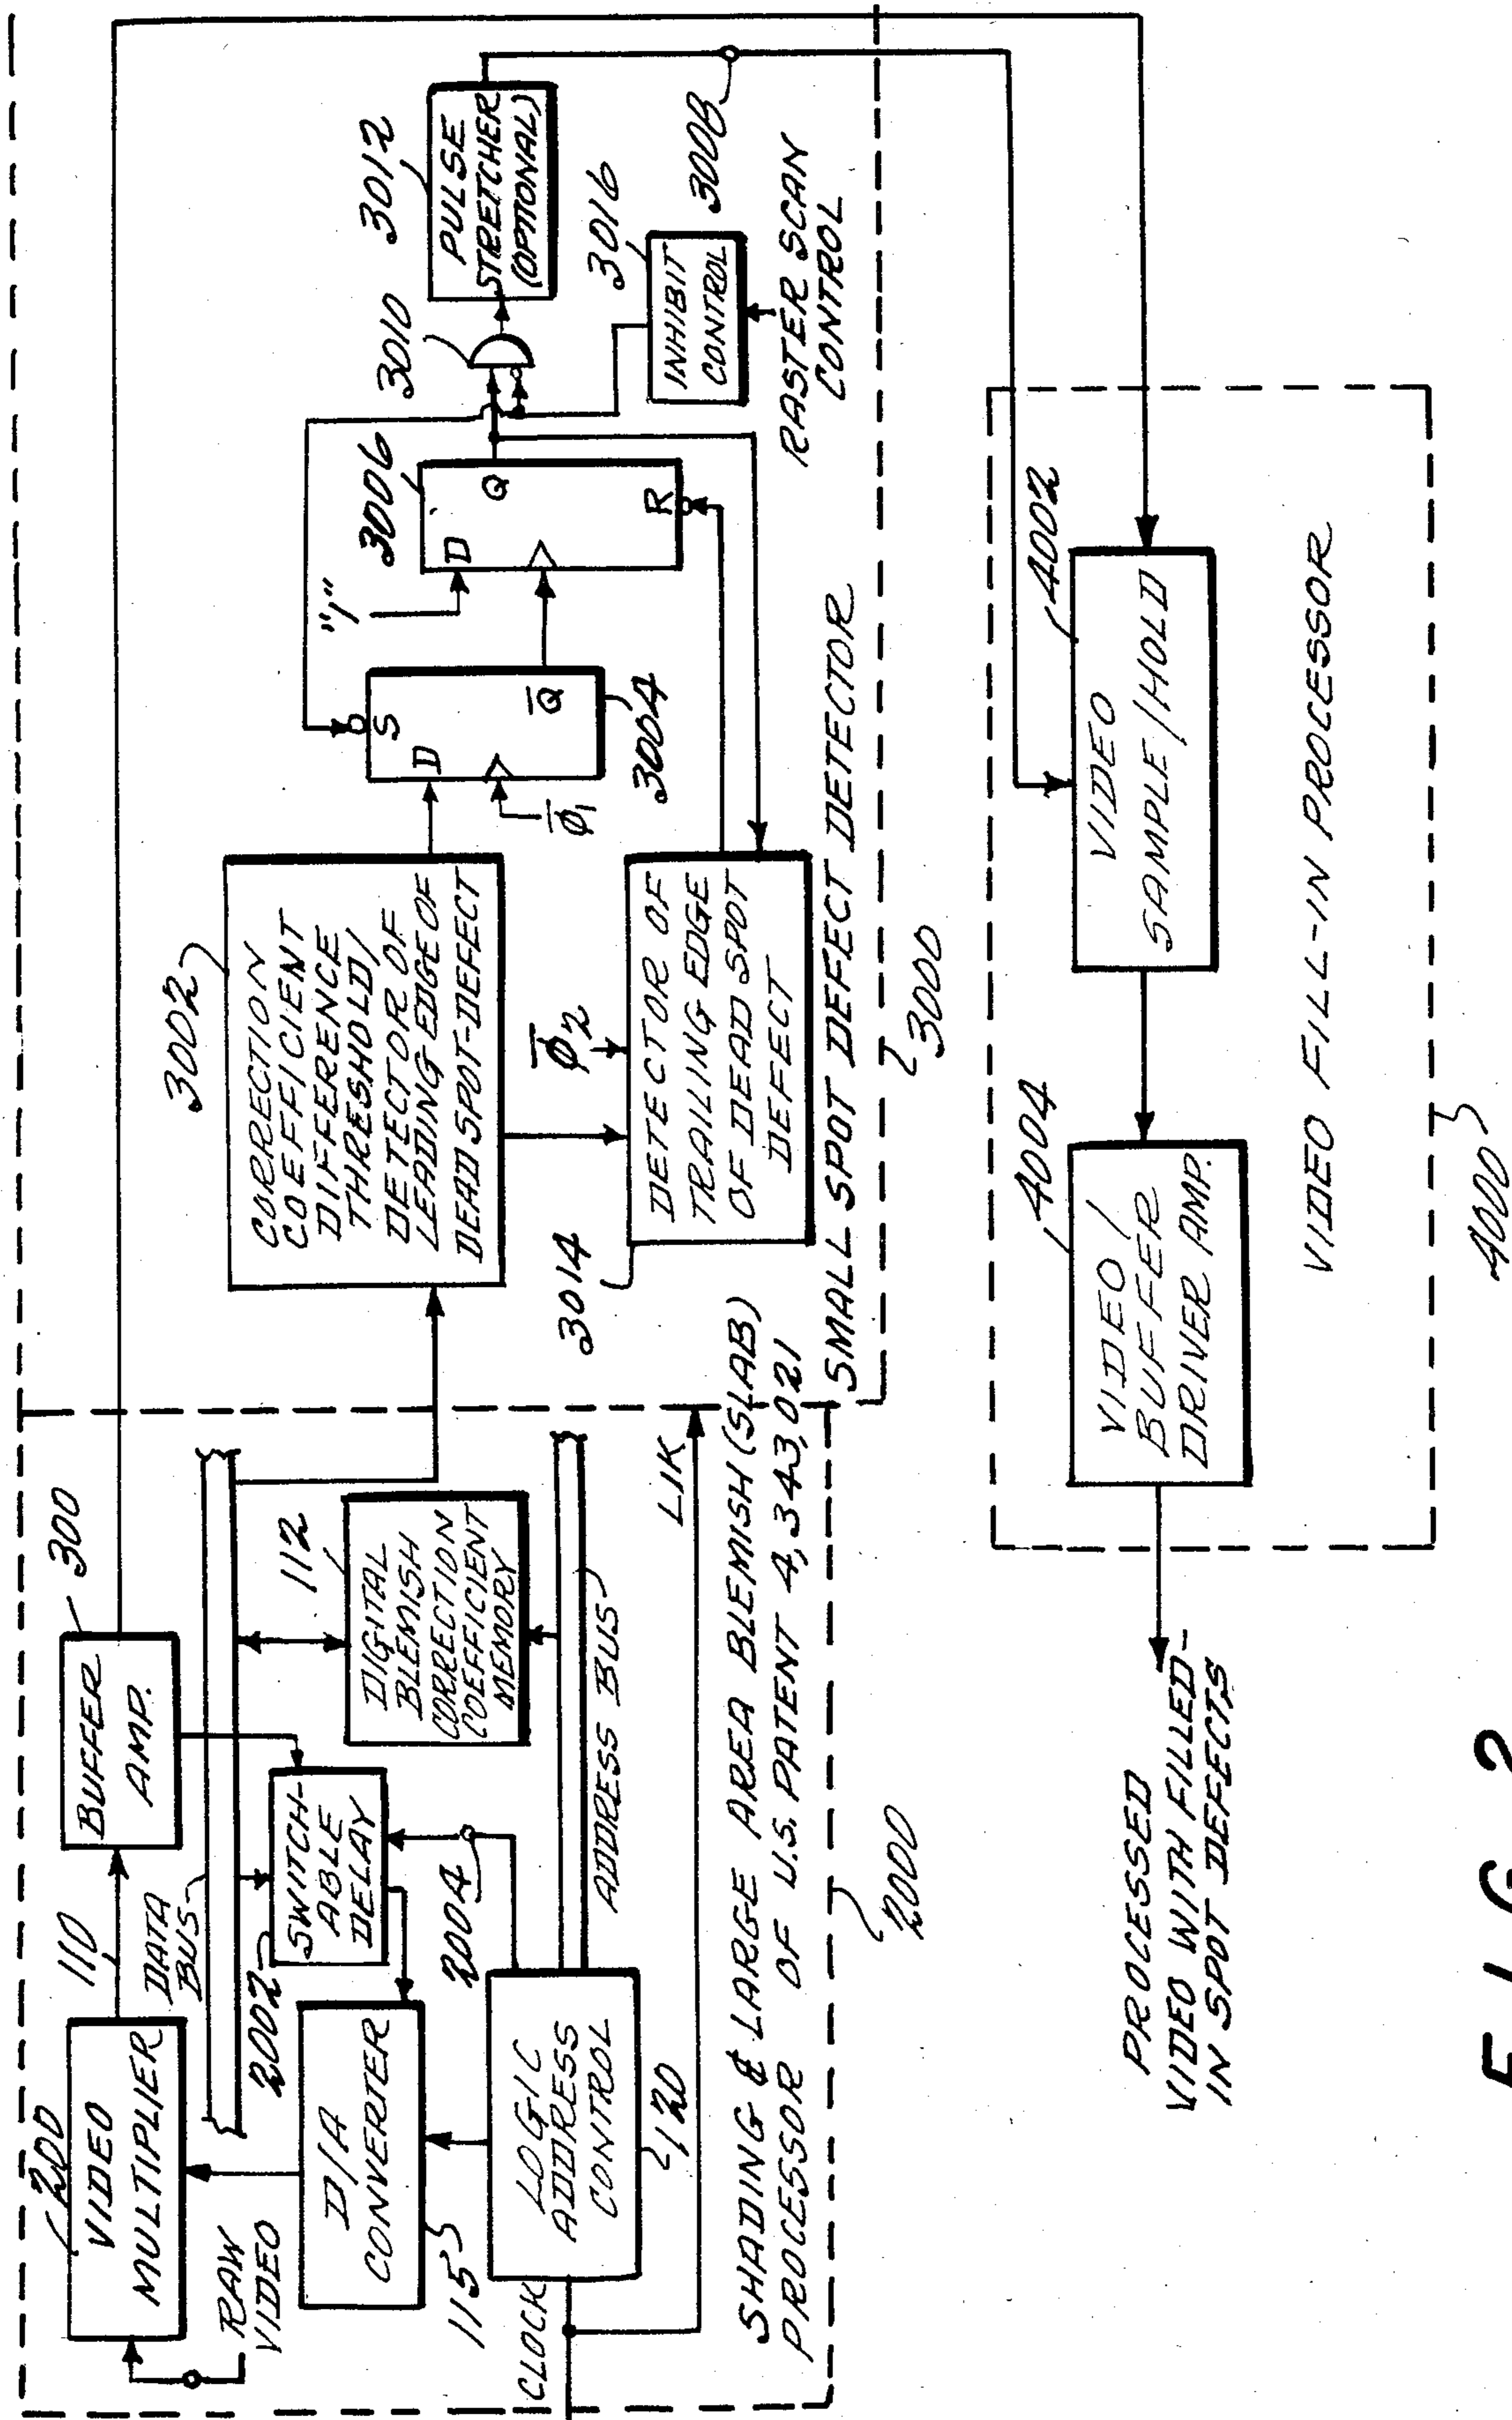 200
VIDEO
MULTIPLIER
RAW
VIDEO
110
DATA
BUS
300
BUFFER
AMP.
2002
SWITCH-
ABLE
DELAY
112
DIGITAL
BLEMISH
CORRECTION
COEFFICIENT
MEMORY
D/A
CONVERTER
115
2004
LOGIC
ADDRESS
CONTROL
120
CLOCK
ADDRESS BUS
L1K
SHADING & LARGE AREA BLEMISH (SLAB)
PROCESSOR OF U.S. PATENT 4,343,021
2000
3002
CORRECTION
COEFFICIENT
DIFFERENCE
THRESHOLD/
DETECTOR OF
LEADING EDGE OF
DEAD SPOT-DEFECT
3014
DETECTOR OF
TRAILING EDGE
OF DEAD SPOT
DEFECT
φ̅2
φ̅1
S
D
Q̅
3004
"1"
3006
D
Q
R
3010
3012
PULSE
STRETCHER
(OPTIONAL)
3016
INHIBIT
CONTROL
3008
RASTER SCAN
CONTROL
SMALL SPOT DEFECT DETECTOR
3000
4004
VIDEO/
BUFFER
DRIVER AMP.
4002
VIDEO
SAMPLE/HOLD
VIDEO FILL-IN PROCESSOR
4000
PROCESSED
VIDEO WITH FILLED-
IN SPOT DEFECTS
FIG. 2